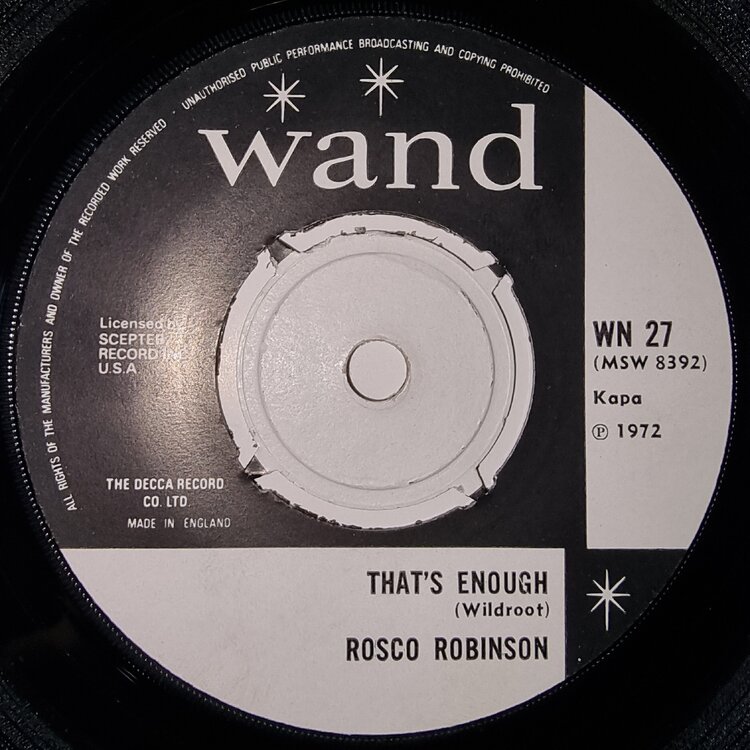 ALL RIGHTS OF THE MANUFACTURERS AND OWNER OF THE RECORDED WORK RESERVED - UNAUTHORISED PUBLIC PERFORMANCE BROADCASTING AND COPYING PROHIBITED
wand
Licensed by
SCEPTER
RECORD INC
U.S.A
WN 27
(MSW 8392)
Kapa
℗ 1972
THE DECCA RECORD
CO. LTD.
MADE IN ENGLAND
THAT'S ENOUGH
(Wildroot)
ROSCO ROBINSON